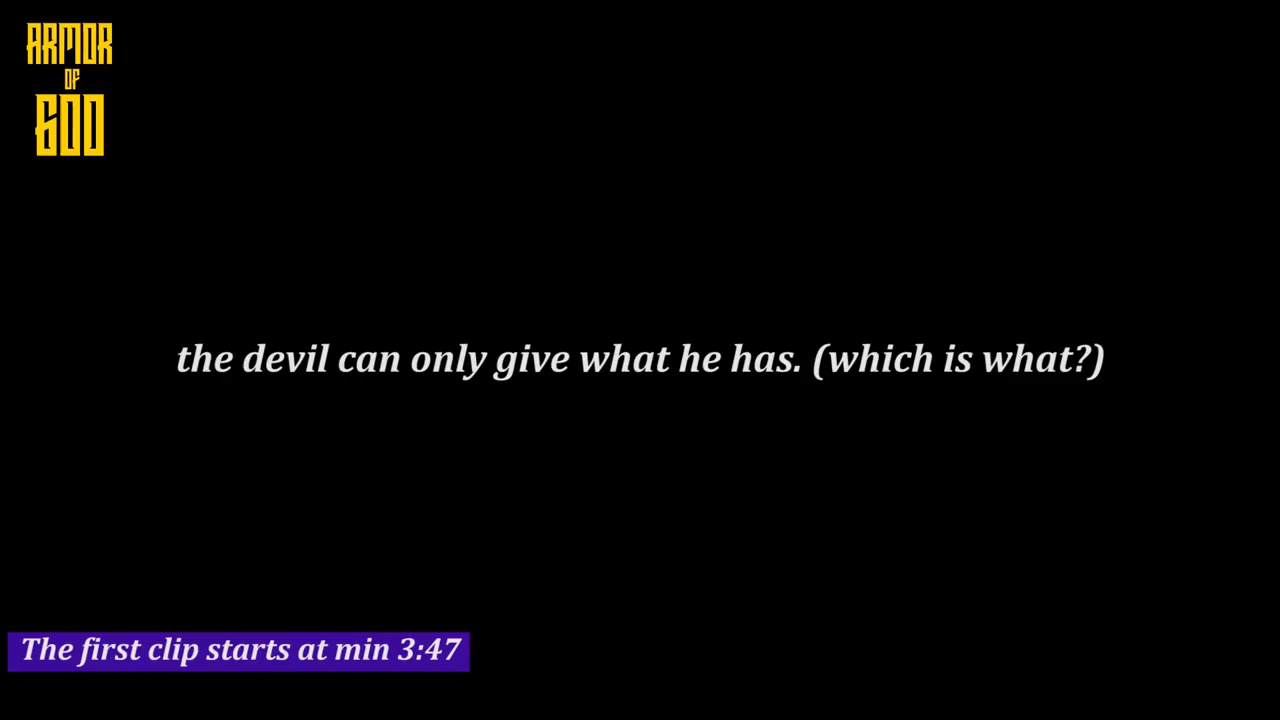 ARMOR
OF
GOD
the devil can only give what he has. (which is what?)
The first clip starts at min 3:47